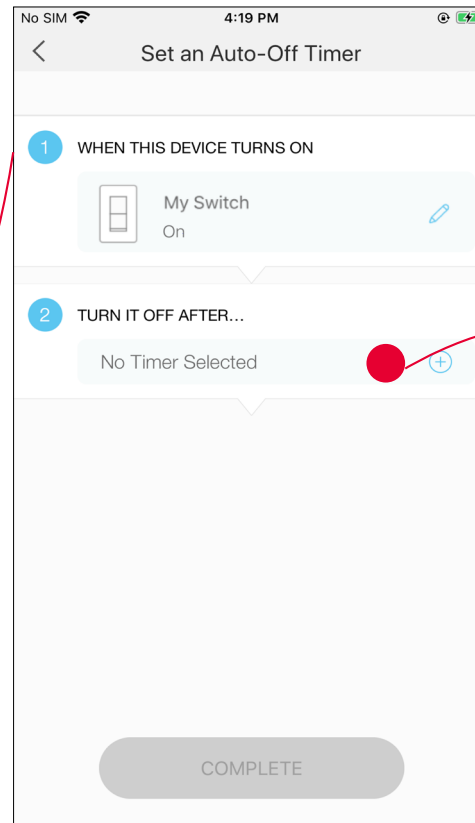 No SIM 4:19 PM
Set an Auto-Off Timer
1 WHEN THIS DEVICE TURNS ON
My Switch
On
2 TURN IT OFF AFTER...
No Timer Selected
COMPLETE